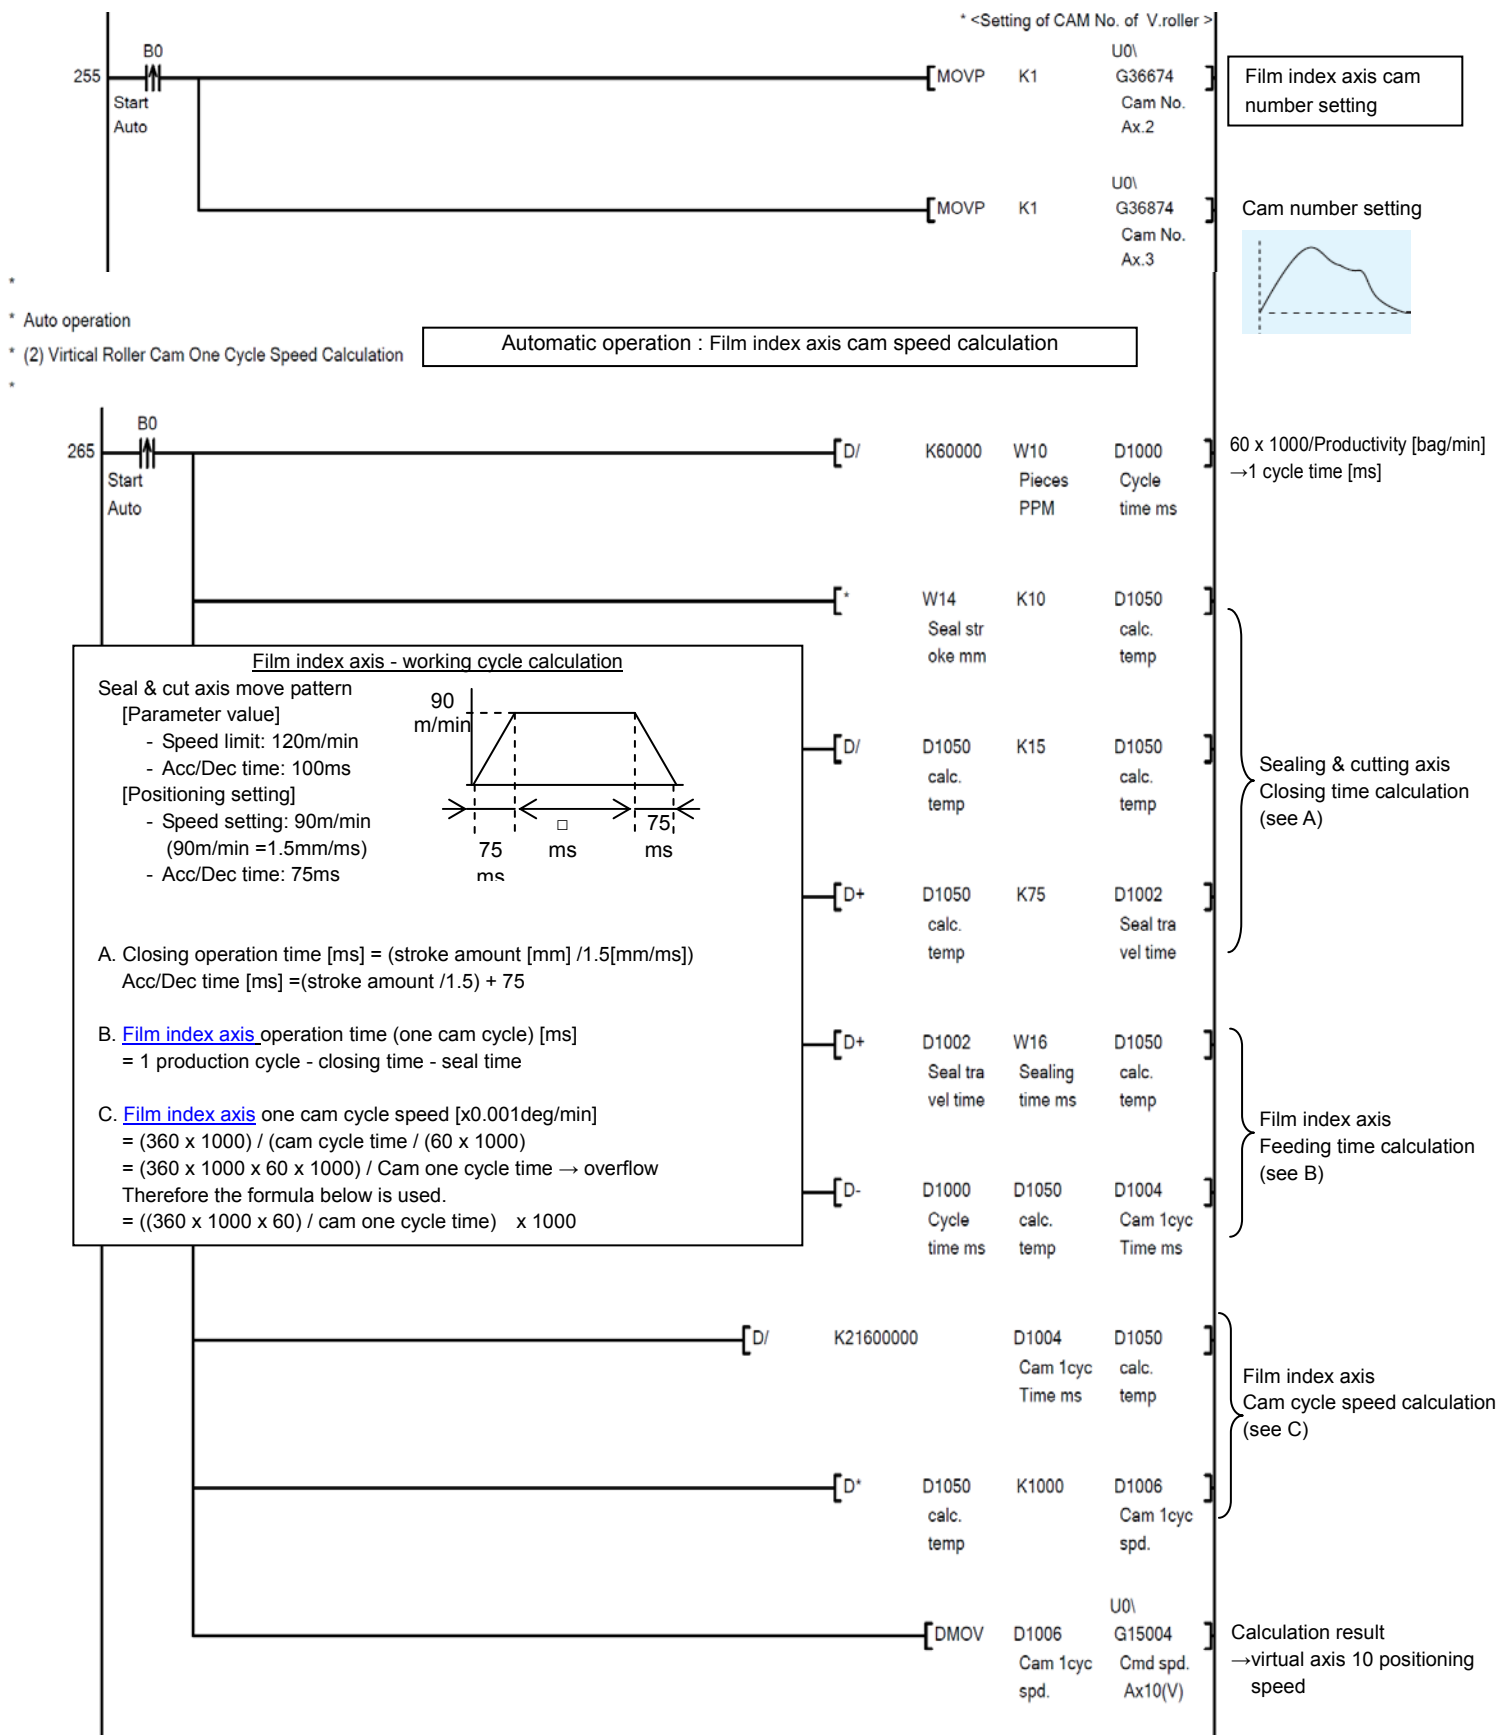 * <Setting of CAM No. of V.roller >
B0
U0\
255
[MOVP K1 G36674 ]
Start
Auto
Cam No.
Ax.2
Film index axis cam
number setting
U0\
[MOVP K1 G36874 ]
Cam No.
Ax.3
Cam number setting
*
* Auto operation
* (2) Virtical Roller Cam One Cycle Speed Calculation
Automatic operation : Film index axis cam speed calculation
*
B0
265
[D/ K60000 W10 D1000 ]
Start
Auto
Pieces Cycle
PPM time ms
60 x 1000/Productivity [bag/min]
→1 cycle time [ms]
[* W14 K10 D1050 ]
Seal str calc.
oke mm temp
Film index axis - working cycle calculation
Seal & cut axis move pattern
[Parameter value]
- Speed limit: 120m/min
- Acc/Dec time: 100ms
[Positioning setting]
- Speed setting: 90m/min
(90m/min =1.5mm/ms)
- Acc/Dec time: 75ms
90
m/min
75
ms
□
ms
75
ms
A. Closing operation time [ms] = (stroke amount [mm] /1.5[mm/ms])
Acc/Dec time [ms] =(stroke amount /1.5) + 75
B. Film index axis operation time (one cam cycle) [ms]
= 1 production cycle - closing time - seal time
C. Film index axis one cam cycle speed [x0.001deg/min]
= (360 x 1000) / (cam cycle time / (60 x 1000)
= (360 x 1000 x 60 x 1000) / Cam one cycle time → overflow
Therefore the formula below is used.
= ((360 x 1000 x 60) / cam one cycle time) x 1000
[D/ D1050 K15 D1050 ]
calc. calc.
temp temp
Sealing & cutting axis
Closing time calculation
(see A)
[D+ D1050 K75 D1002 ]
calc. Seal tra
temp vel time
[D+ D1002 W16 D1050 ]
Seal tra Sealing calc.
vel time time ms temp
Film index axis
Feeding time calculation
(see B)
[D- D1000 D1050 D1004 ]
Cycle calc. Cam 1cyc
time ms temp Time ms
[D/ K21600000 D1004 D1050 ]
Cam 1cyc calc.
Time ms temp
Film index axis
Cam cycle speed calculation
(see C)
[D* D1050 K1000 D1006 ]
calc. Cam 1cyc
temp spd.
U0\
[DMOV D1006 G15004 ]
Cam 1cyc Cmd spd.
spd. Ax10(V)
Calculation result
→virtual axis 10 positioning
speed